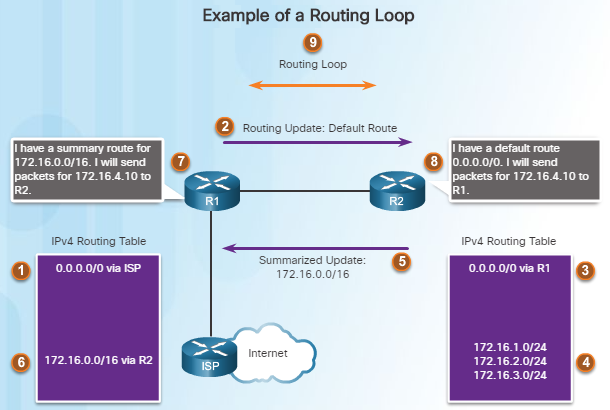 Example of a Routing Loop
9
Routing Loop
2
Routing Update: Default Route
I have a summary route for
172.16.0.0/16. I will send
packets for 172.16.4.10 to
R2.
7
8
I have a default route
0.0.0.0/0. I will send
packets for 172.16.4.10 to
R1.
R1
R2
IPv4 Routing Table
Summarized Update:
172.16.0.0/16
5
IPv4 Routing Table
1
0.0.0.0/0 via ISP
0.0.0.0/0 via R1
3
6
172.16.0.0/16 via R2
ISP
Internet
172.16.1.0/24
172.16.2.0/24
172.16.3.0/24
4